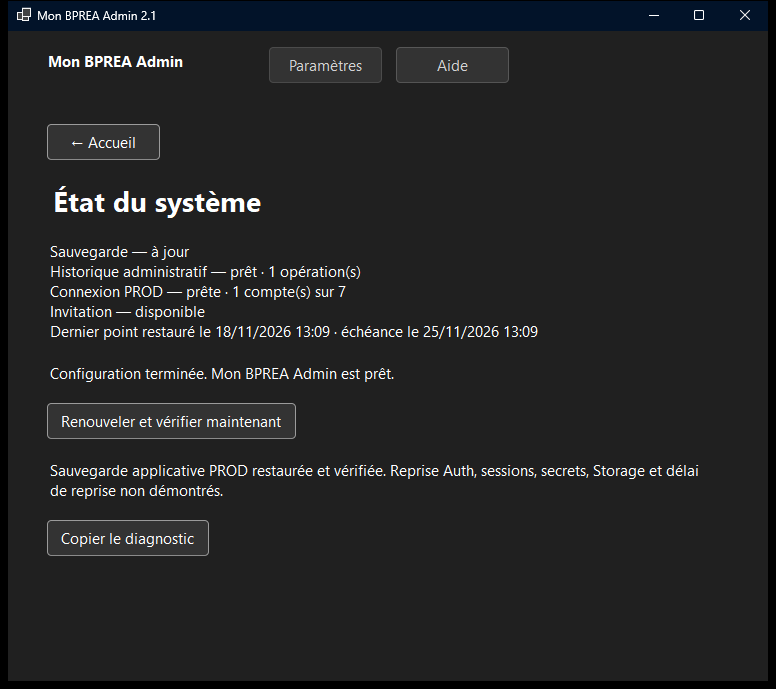 Mon BPREA Admin 2.1
Mon BPREA Admin
Paramètres
Aide
← Accueil
État du système
Sauvegarde — à jour
Historique administratif — prêt · 1 opération(s)
Connexion PROD — prête · 1 compte(s) sur 7
Invitation — disponible
Dernier point restauré le 18/11/2026 13:09 · échéance le 25/11/2026 13:09
Configuration terminée. Mon BPREA Admin est prêt.
Renouveler et vérifier maintenant
Sauvegarde applicative PROD restaurée et vérifiée. Reprise Auth, sessions, secrets, Storage et délai
de reprise non démontrés.
Copier le diagnostic